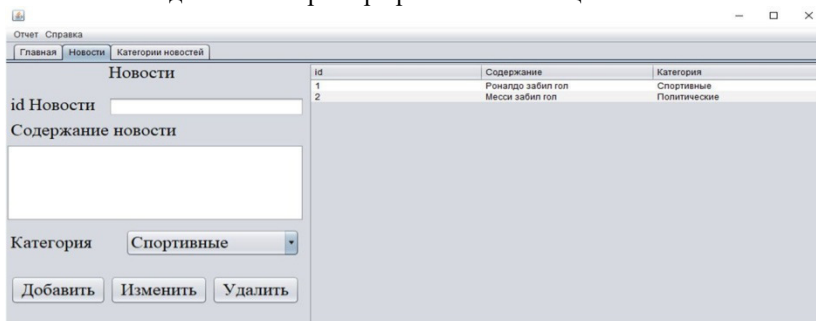 Отчет Справка
Главная Новости Категории новостей
Новости
id Новости
Содержание новости
Категория Спортивные
Добавить Изменить Удалить
id Содержание Категория
1 Роналдо забил гол Спортивные
2 Месси забил гол Политические